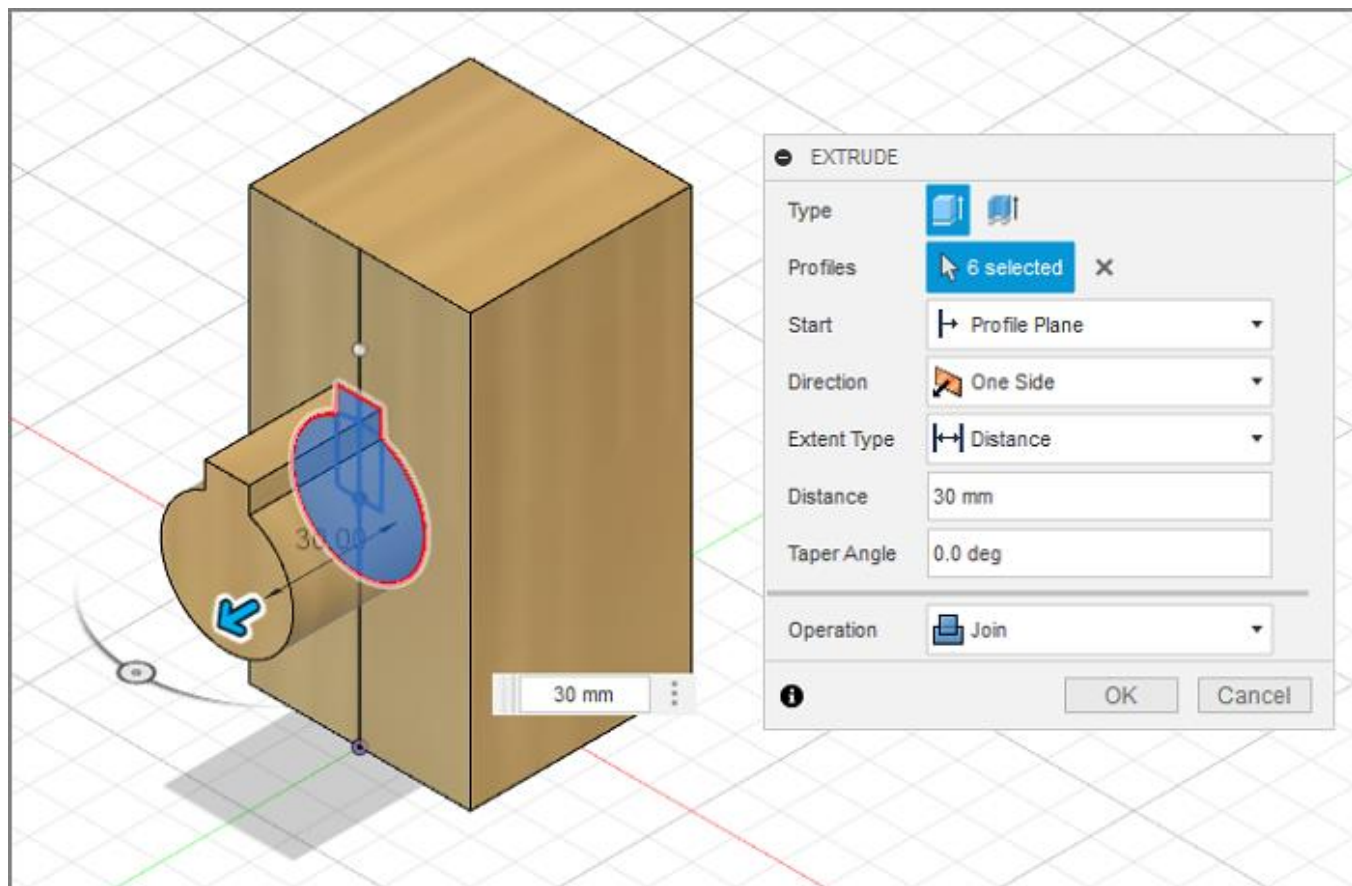 EXTRUDE
Type
Profiles 6 selected
Start Profile Plane
Direction One Side
Extent Type Distance
Distance 30 mm
Taper Angle 0.0 deg
Operation Join
OK Cancel
30.00
30 mm